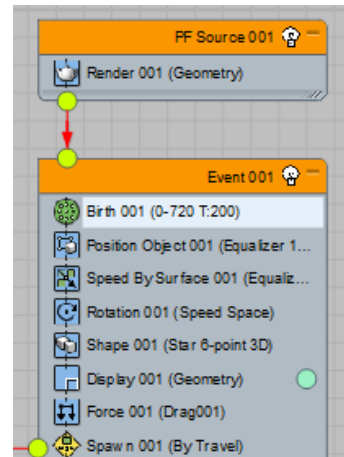 PF Source 001
Render 001 (Geometry)
Event 001
Birth 001 (0-720 T:200)
Position Object 001 (Equalizer 1...
Speed By Surface 001 (Equaliz...
Rotation 001 (Speed Space)
Shape 001 (Star 6-point 3D)
Display 001 (Geometry)
Force 001 (Drag001)
Spawn 001 (By Travel)